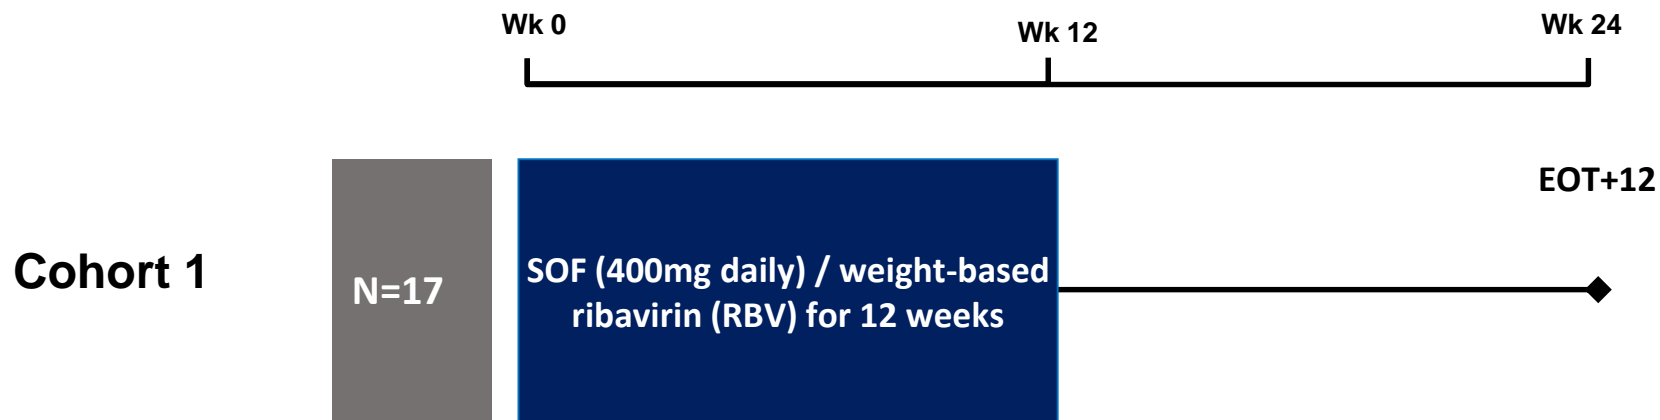 Wk 0
Wk 12
Wk 24
EOT+12
Cohort 1
N=17
SOF (400mg daily) / weight-based
ribavirin (RBV) for 12 weeks